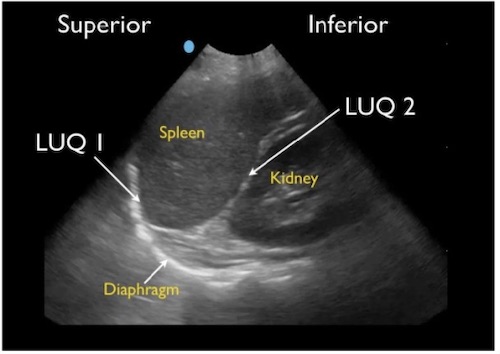 Superior
Inferior
LUQ 2
Spleen
LUQ 1
Kidney
Diaphragm